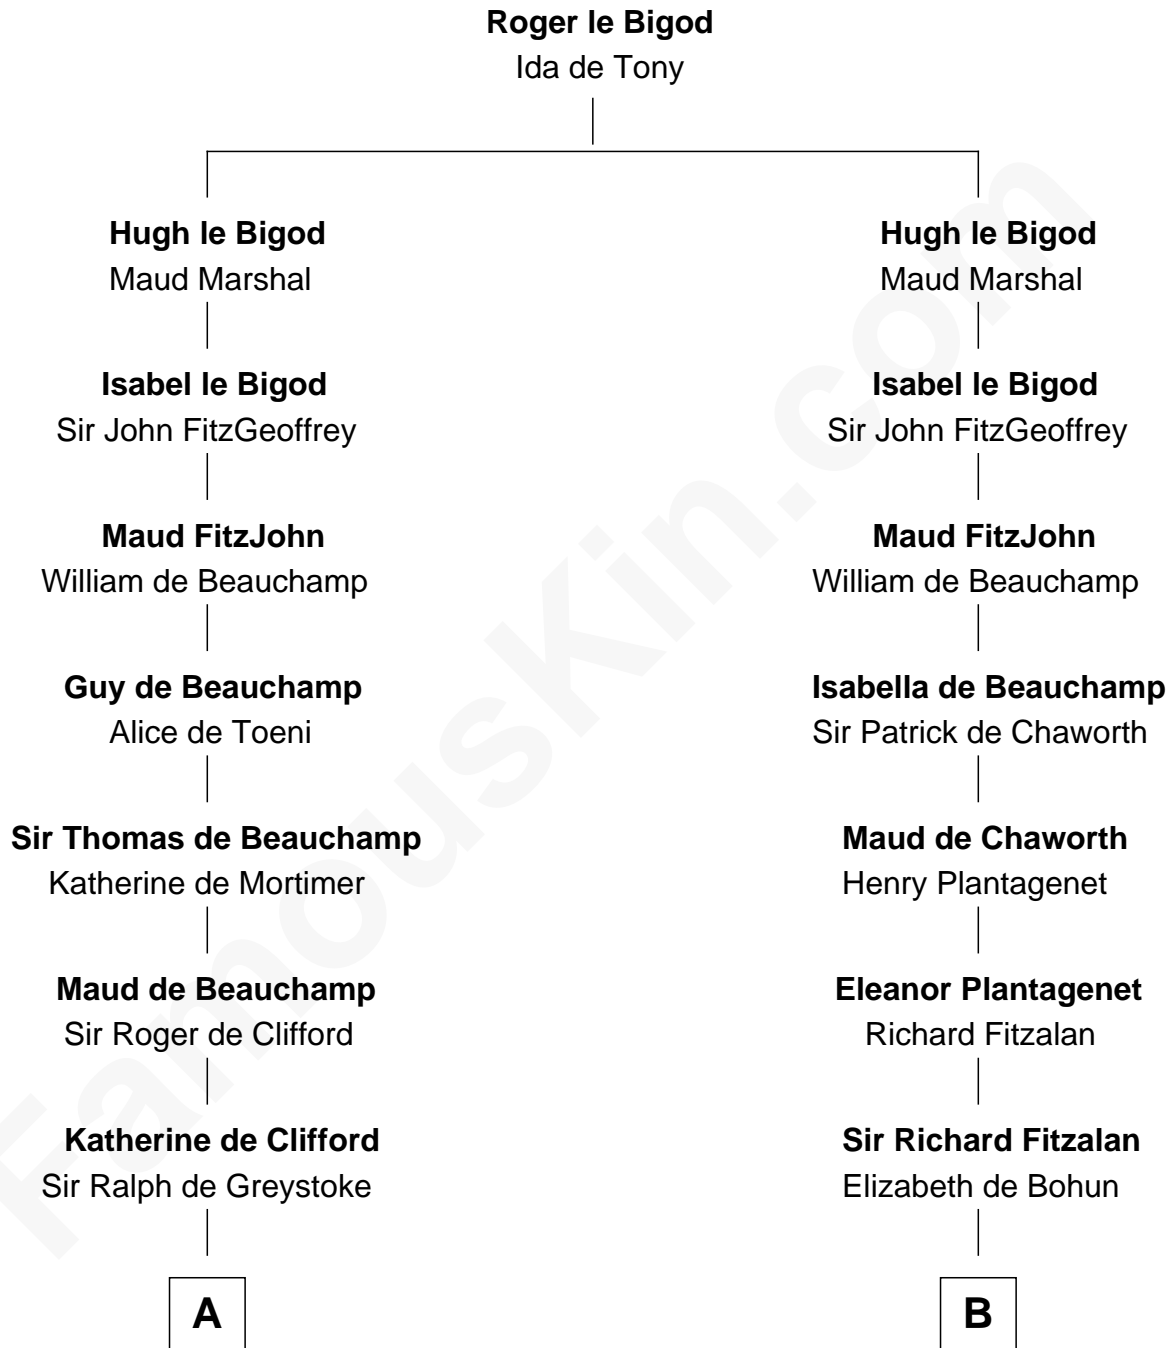 Roger le Bigod
Ida de Tony
Hugh le Bigod
Maud Marshal
Isabel le Bigod
Sir John FitzGeoffrey
Maud FitzJohn
William de Beauchamp
Guy de Beauchamp
Alice de Toeni
Sir Thomas de Beauchamp
Katherine de Mortimer
Maud de Beauchamp
Sir Roger de Clifford
Katherine de Clifford
Sir Ralph de Greystoke
A
Hugh le Bigod
Maud Marshal
Isabel le Bigod
Sir John FitzGeoffrey
Maud FitzJohn
William de Beauchamp
Isabella de Beauchamp
Sir Patrick de Chaworth
Maud de Chaworth
Henry Plantagenet
Eleanor Plantagenet
Richard Fitzalan
Sir Richard Fitzalan
Elizabeth de Bohun
B
FamousKin.com